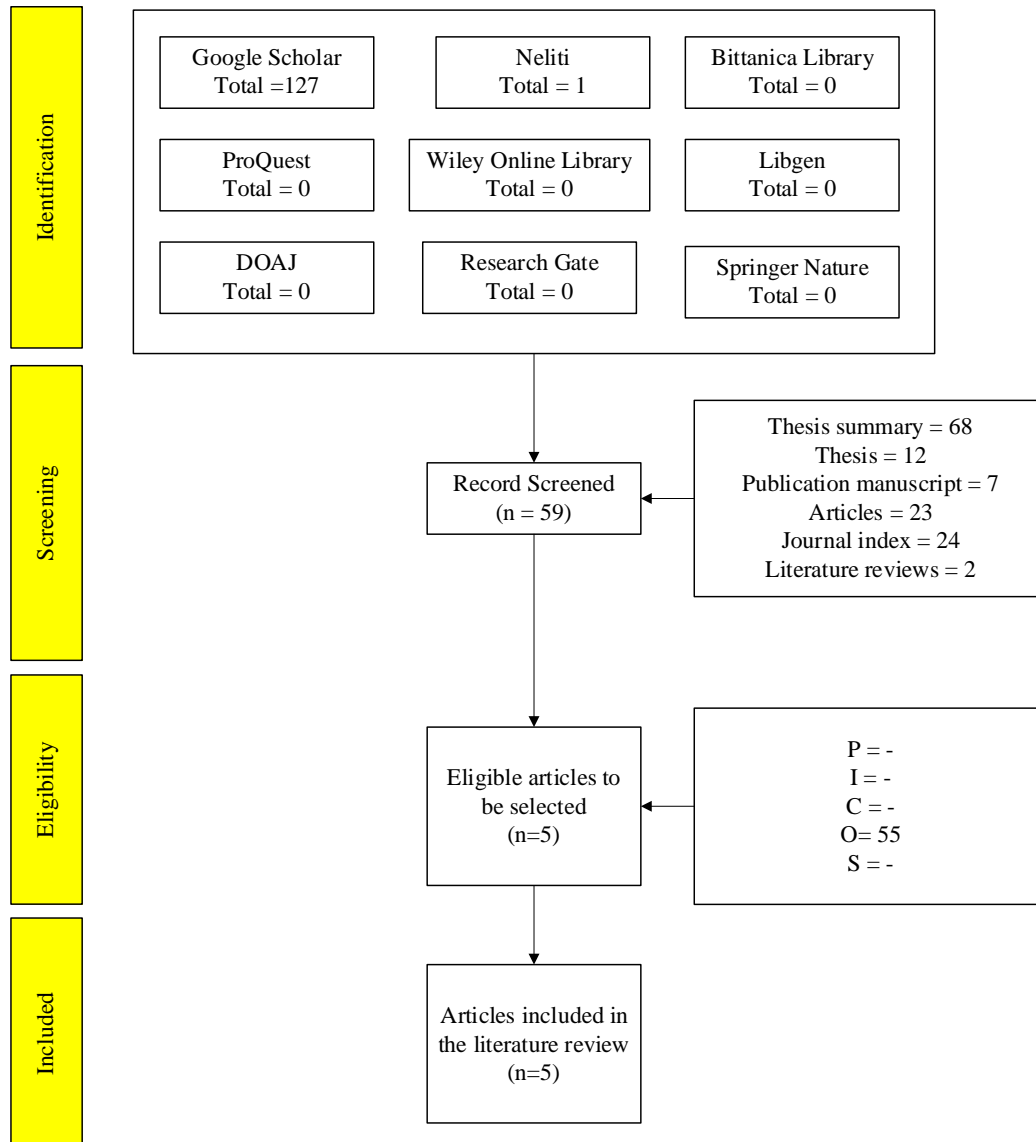 Identification
Google Scholar
Total =127
Neliti
Total = 1
Bittanica Library
Total = 0
ProQuest
Total = 0
Wiley Online Library
Total = 0
Libgen
Total = 0
DOAJ
Total = 0
Research Gate
Total = 0
Springer Nature
Total = 0
Screening
Record Screened
(n = 59)
Thesis summary = 68
Thesis = 12
Publication manuscript = 7
Articles = 23
Journal index = 24
Literature reviews = 2
Eligibility
Eligible articles to
be selected
(n=5)
P = -
I = -
C = -
O= 55
S = -
Included
Articles included in
the literature review
(n=5)